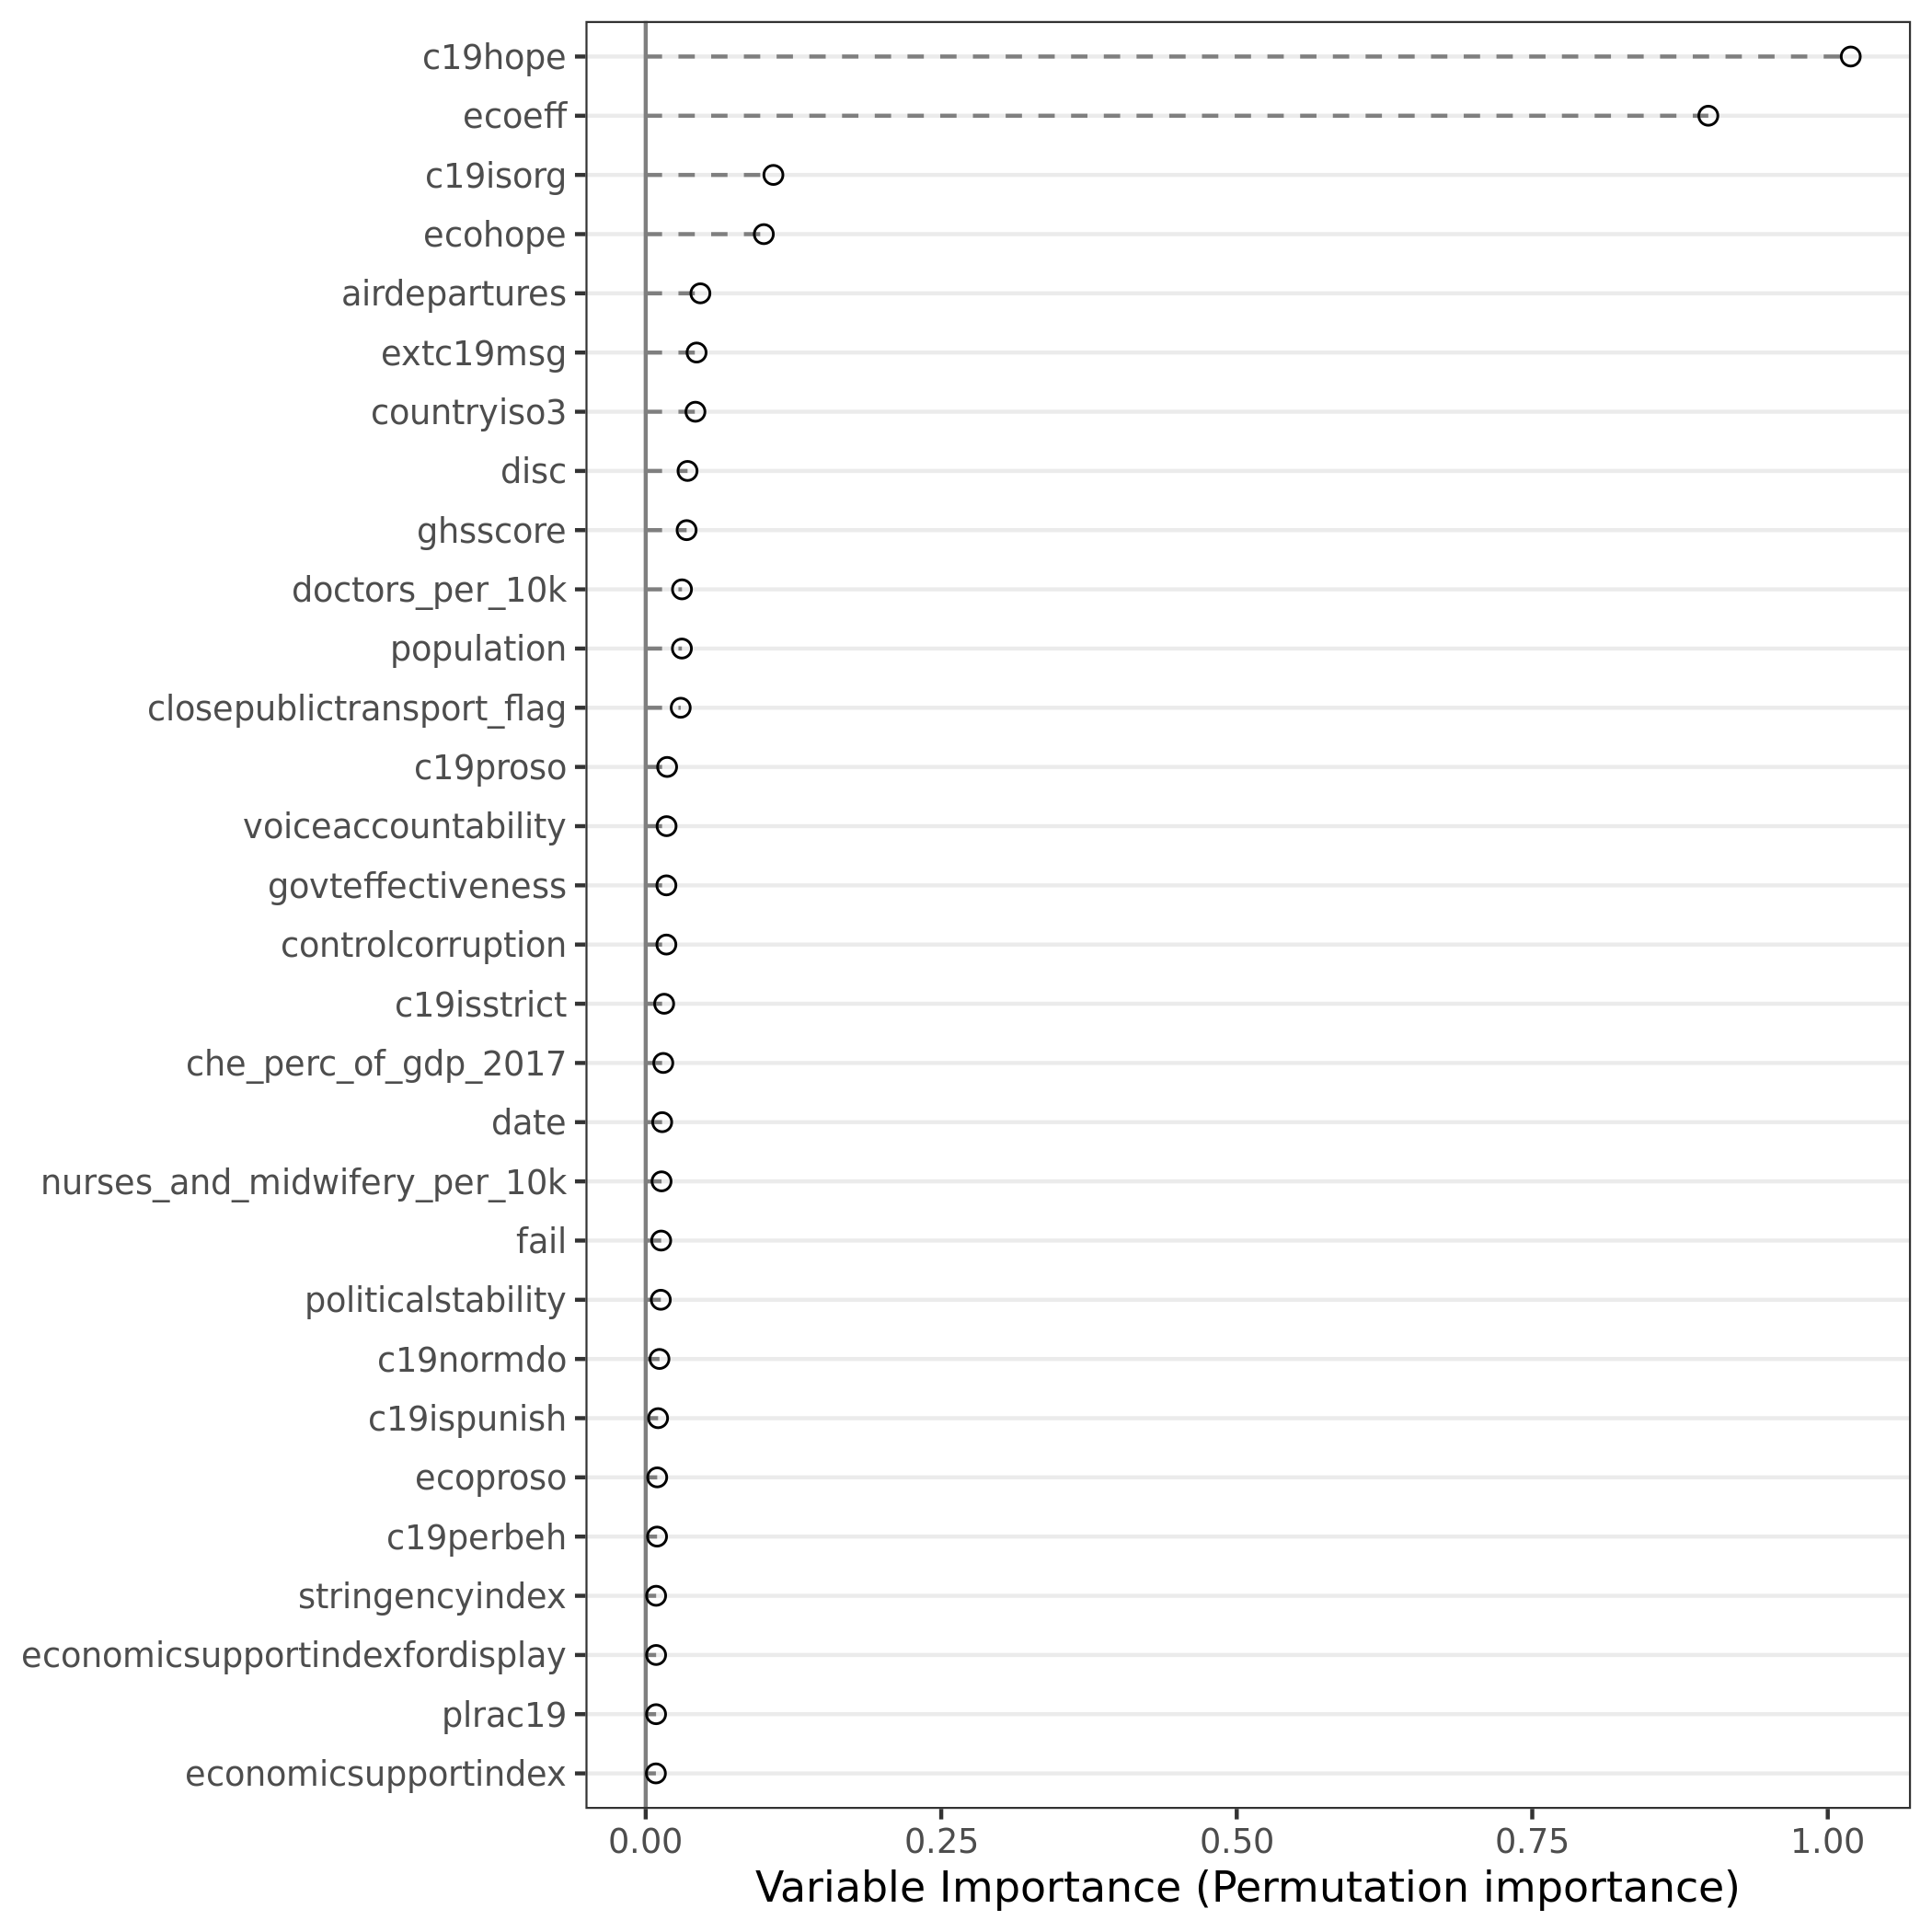 c19hope
ecoeff
c19isorg
ecohope
airdepartures
extc19msg
countryiso3
disc
ghsscore
doctors_per_10k
population
closepublictransport_flag
c19proso
voiceaccountability
govteffectiveness
controlcorruption
c19isstrict
che_perc_of_gdp_2017
date
nurses_and_midwifery_per_10k
fail
politicalstability
c19normdo
c19ispunish
ecoproso
c19perbeh
stringencyindex
economicsupportindexfordisplay
plrac19
economicsupportindex
0.00 0.25 0.50 0.75 1.00
Variable Importance (Permutation importance)